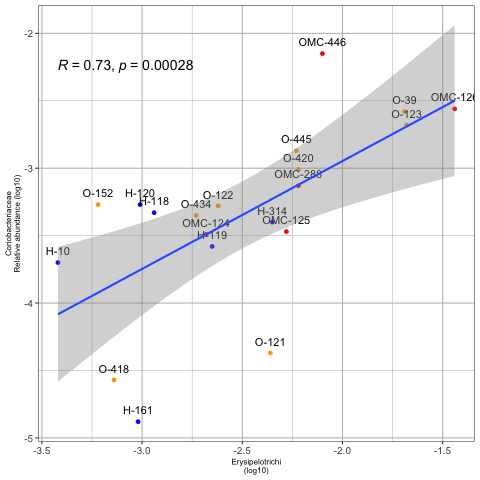 -2
-3
-4
-5
Coriobacteriaceae
Relative abundanse (log10)
R = 0.73, p = 0.00028
OMC-446
OMC-126
O-39
O-123
O-445
O-420
OMC-288
O-152
H-120
H-118
O-434
O-122
H-314
OMC-124
OMC-125
H-119
H-10
O-121
O-418
H-161
-3.5
-3.0
-2.5
-2.0
-1.5
Erysipelotrichi
(log10)